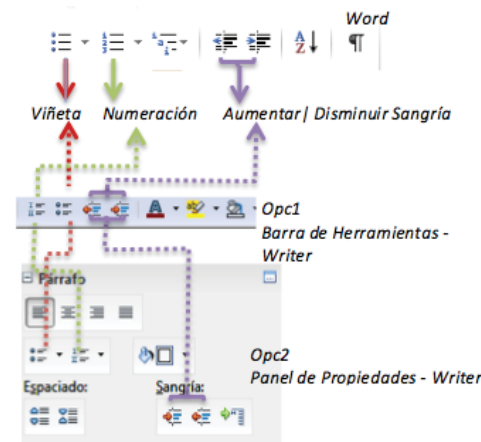 Word
Viñeta Numeración Aumentar| Disminuir Sangría
Opc1
Barra de Herramientas -
Writer
Párrafo
Opc2
Panel de Propiedades - Writer
Espaciado: Sangría: